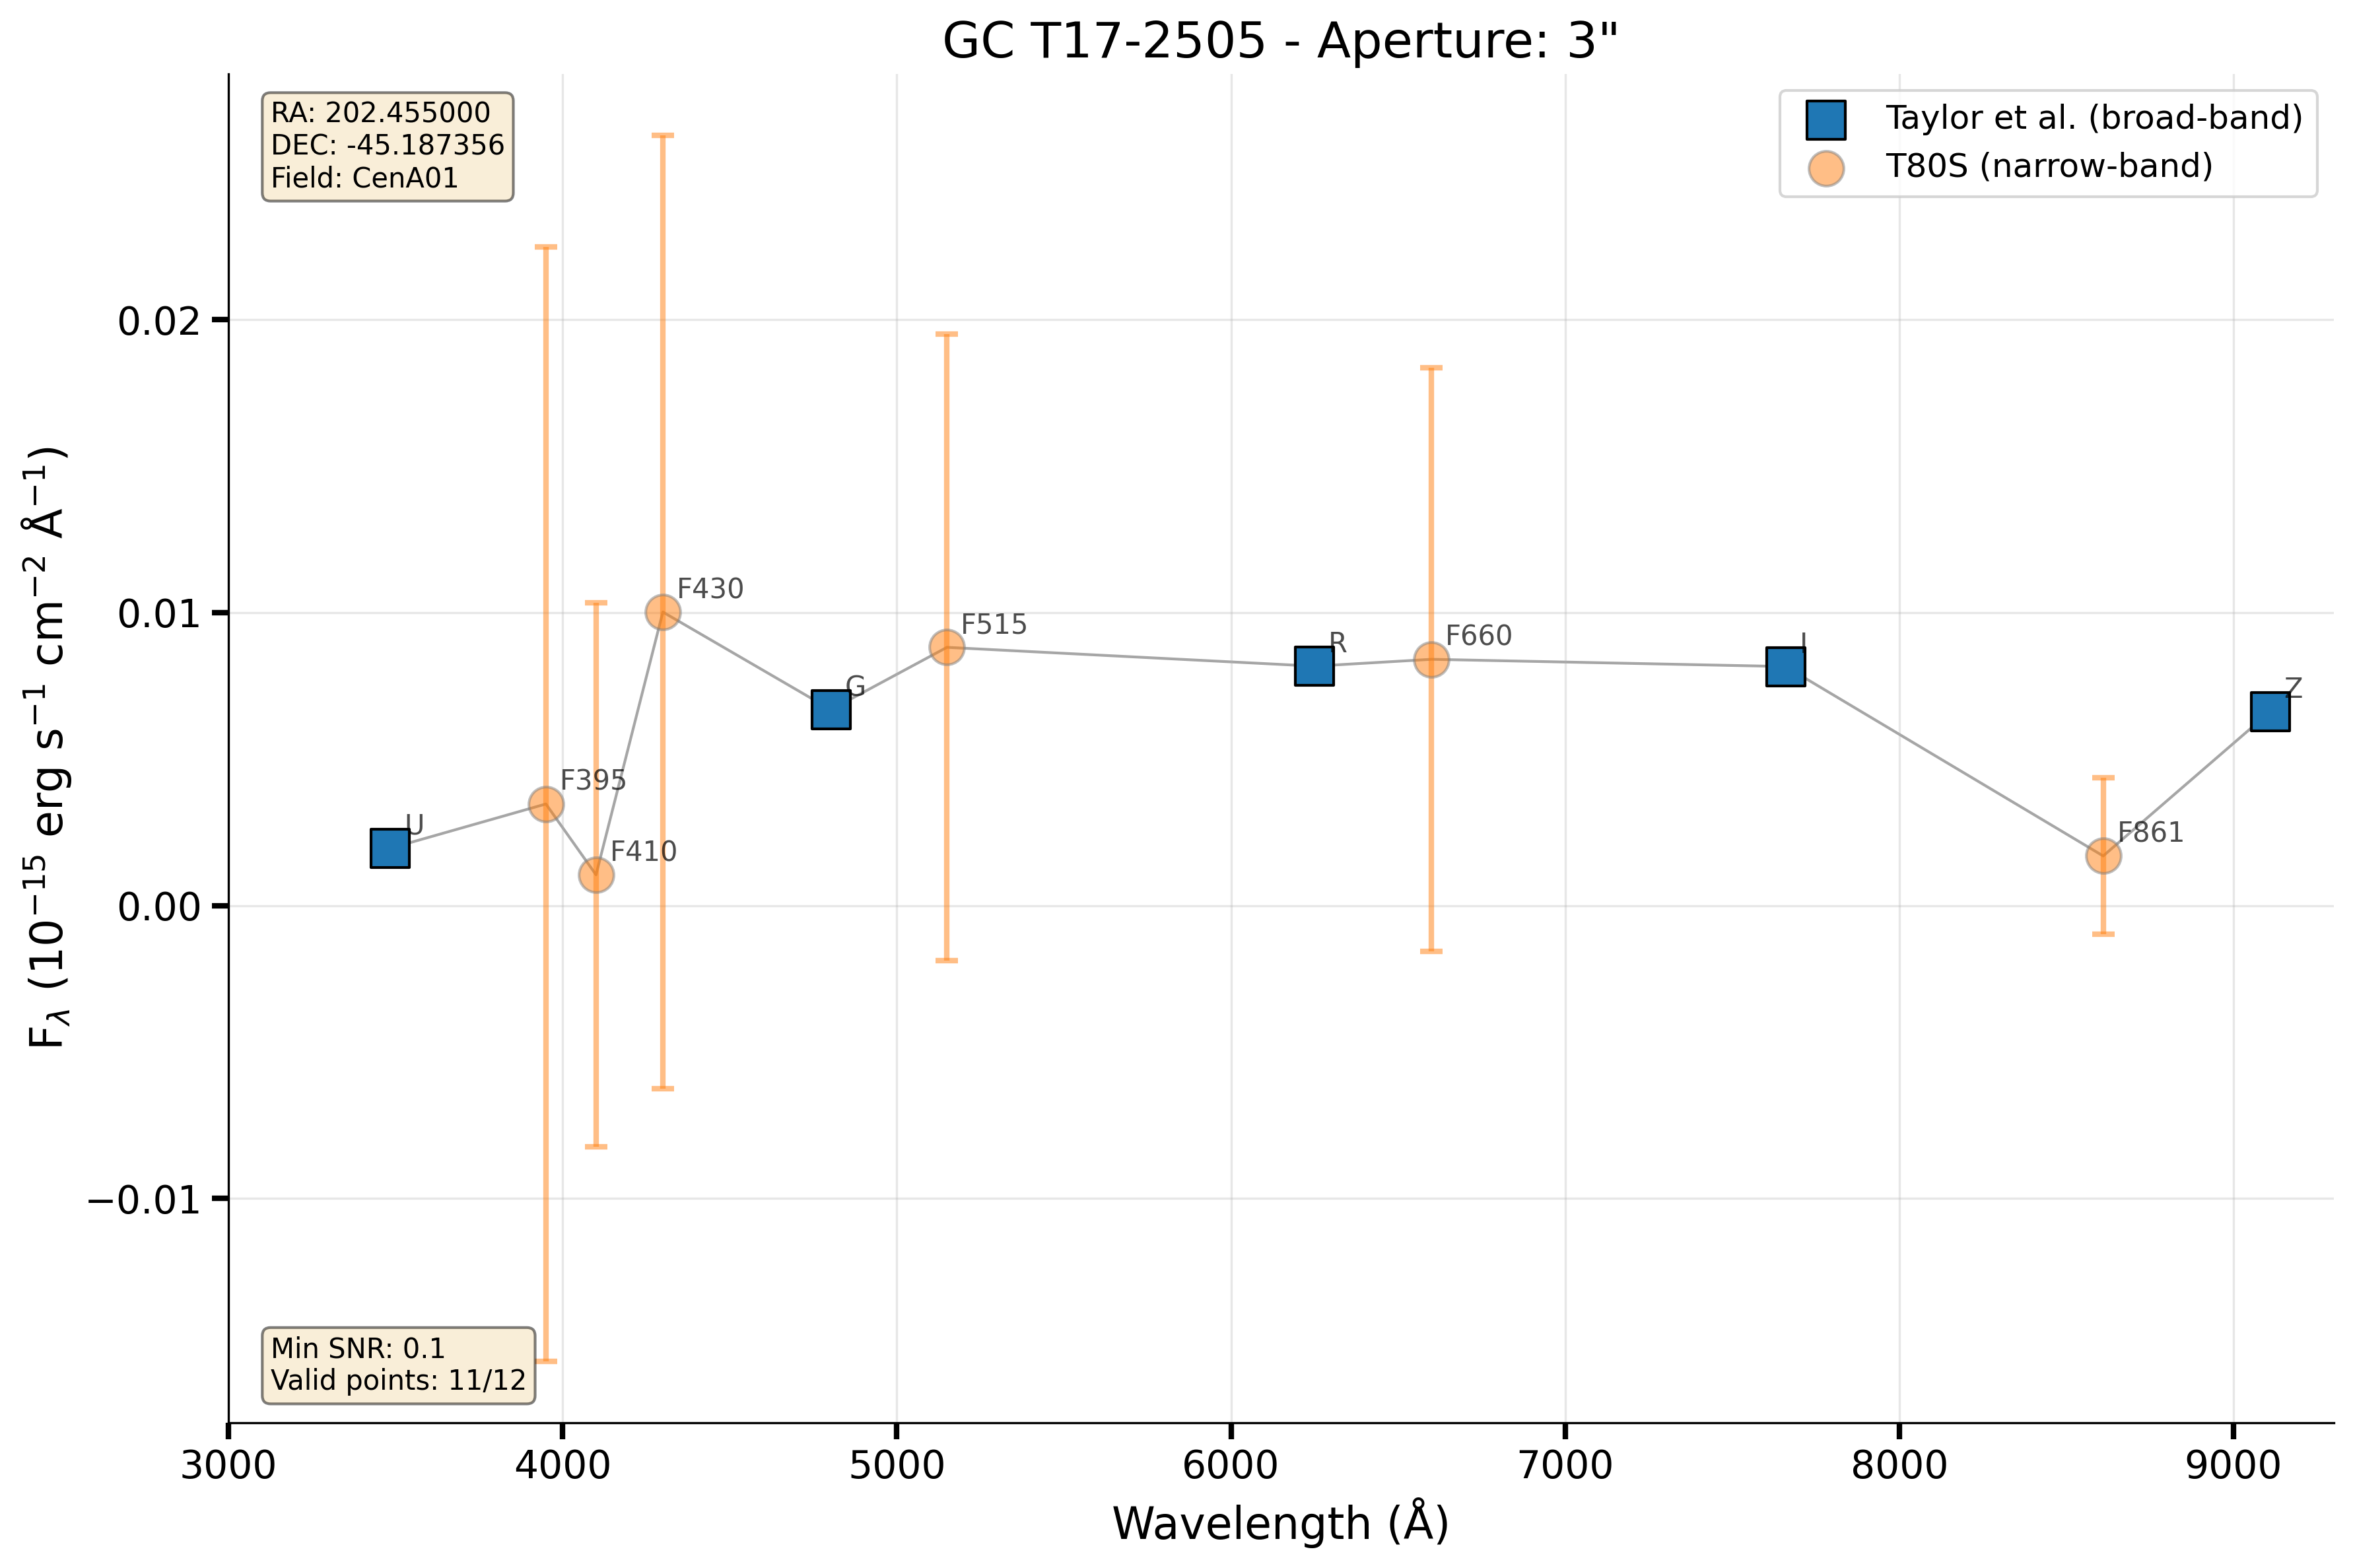 GC T17-2505 - Aperture: 3"
RA: 202.455000
DEC: -45.187356
Field: CenA01
Taylor et al. (broad-band)
T80S (narrow-band)
F_λ (10⁻¹⁵ erg s⁻¹ cm⁻² Å⁻¹)
0.02
0.01
0.00
−0.01
U
F395
F410
F430
G
F515
R
F660
I
F861
Z
Min SNR: 0.1
Valid points: 11/12
3000 4000 5000 6000 7000 8000 9000
Wavelength (Å)